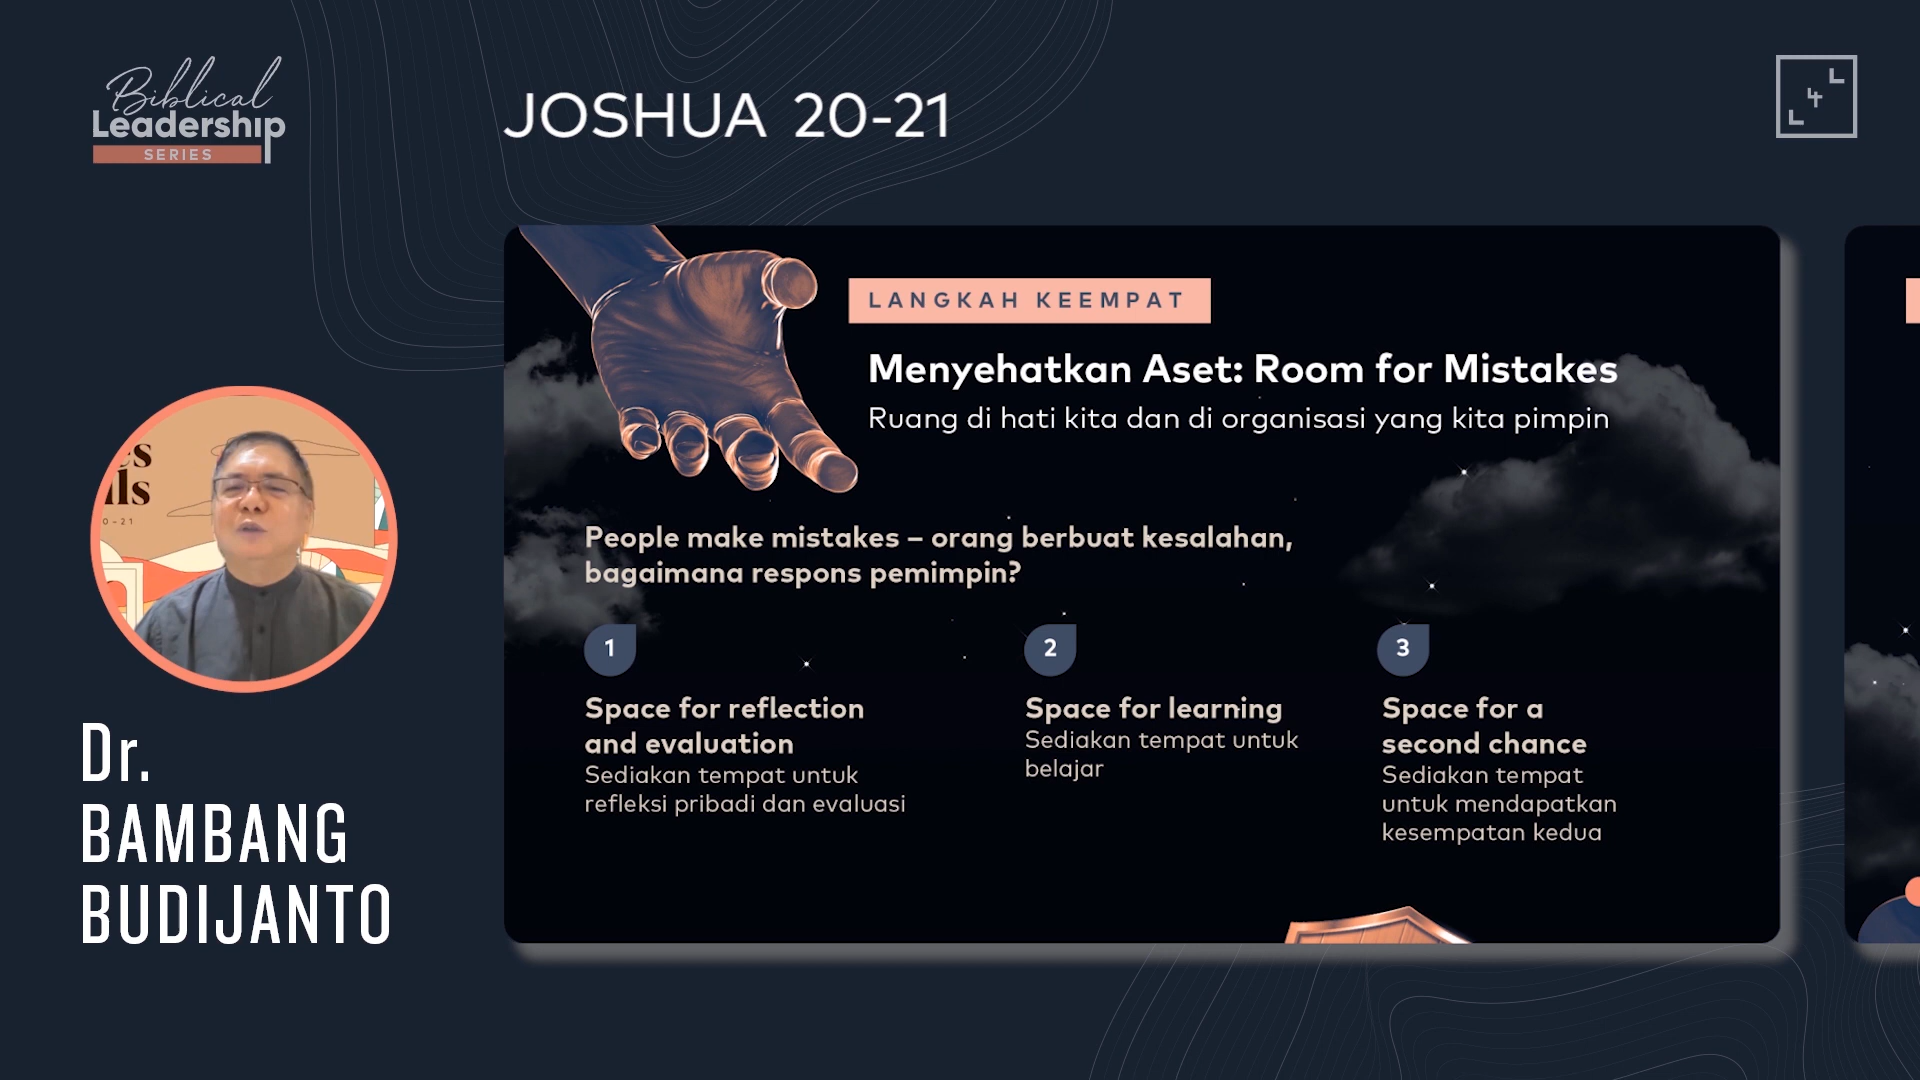 Biblical
Leadership
SERIES
JOSHUA 20-21
4
LANGKAH KEEMPAT
Menyehatkan Aset: Room for Mistakes
Ruang di hati kita dan di organisasi yang kita pimpin
People make mistakes – orang berbuat kesalahan,
bagaimana respons pemimpin?
1
Space for reflection
and evaluation
Sediakan tempat untuk
refleksi pribadi dan evaluasi
2
Space for learning
Sediakan tempat untuk
belajar
3
Space for a
second chance
Sediakan tempat
untuk mendapatkan
kesempatan kedua
Dr.
BAMBANG
BUDIJANTO